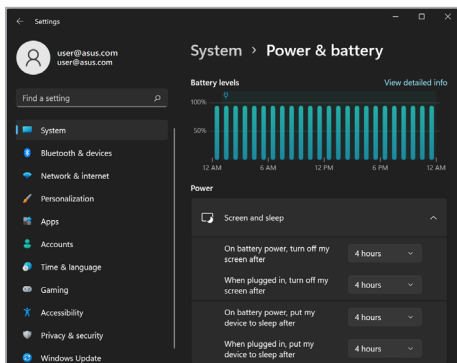 Settings
user@asus.com
user@asus.com
Find a setting
System
Bluetooth & devices
Network & internet
Personalization
Apps
Accounts
Time & language
Gaming
Accessibility
Privacy & security
Windows Update
System > Power & battery
Battery levels
View detailed info
100%
50%
12 AM 6 AM 12 PM 6 PM 12 AM
Power
Screen and sleep
On battery power, turn off my
screen after
4 hours
When plugged in, turn off my
screen after
4 hours
On battery power, put my
device to sleep after
4 hours
When plugged in, put my
device to sleep after
4 hours